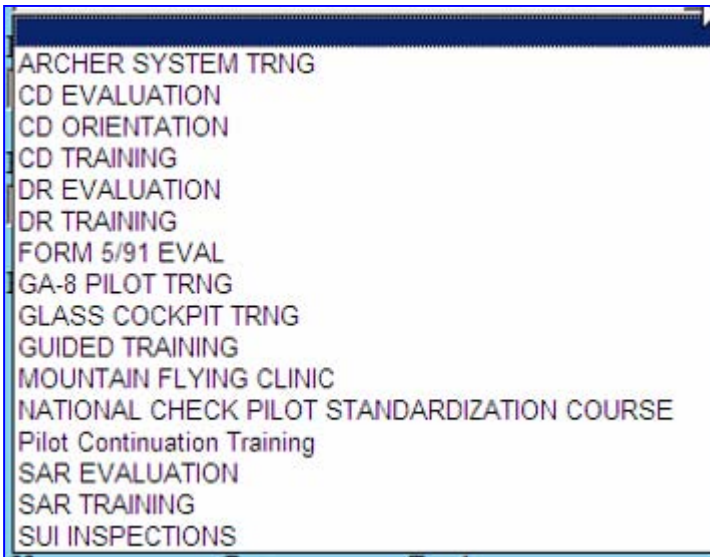 ARCHER SYSTEM TRNG
CD EVALUATION
CD ORIENTATION
CD TRAINING
DR EVALUATION
DR TRAINING
FORM 5/91 EVAL
GA-8 PILOT TRNG
GLASS COCKPIT TRNG
GUIDED TRAINING
MOUNTAIN FLYING CLINIC
NATIONAL CHECK PILOT STANDARDIZATION COURSE
Pilot Continuation Training
SAR EVALUATION
SAR TRAINING
SUI INSPECTIONS